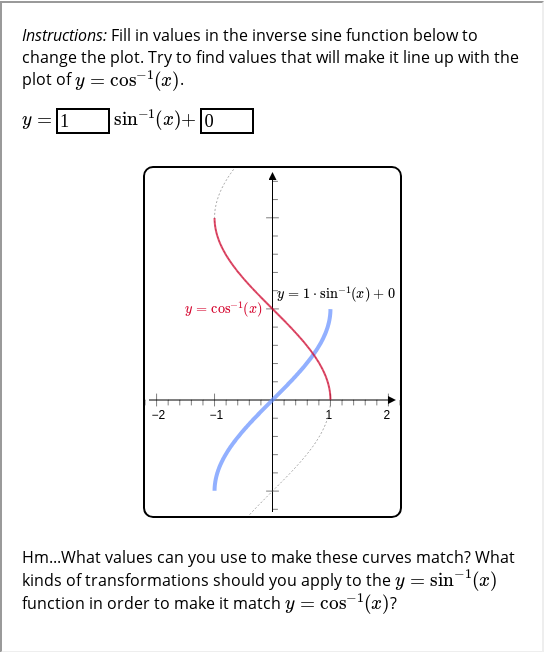 Instructions: Fill in values in the inverse sine function below to
change the plot. Try to find values that will make it line up with the
plot of y = cos⁻¹(x).
y = 1 sin⁻¹(x)+ 0
y = 1 · sin⁻¹(x) + 0
y = cos⁻¹(x)
−2 −1 1 2
Hm...What values can you use to make these curves match? What
kinds of transformations should you apply to the y = sin⁻¹(x)
function in order to make it match y = cos⁻¹(x)?